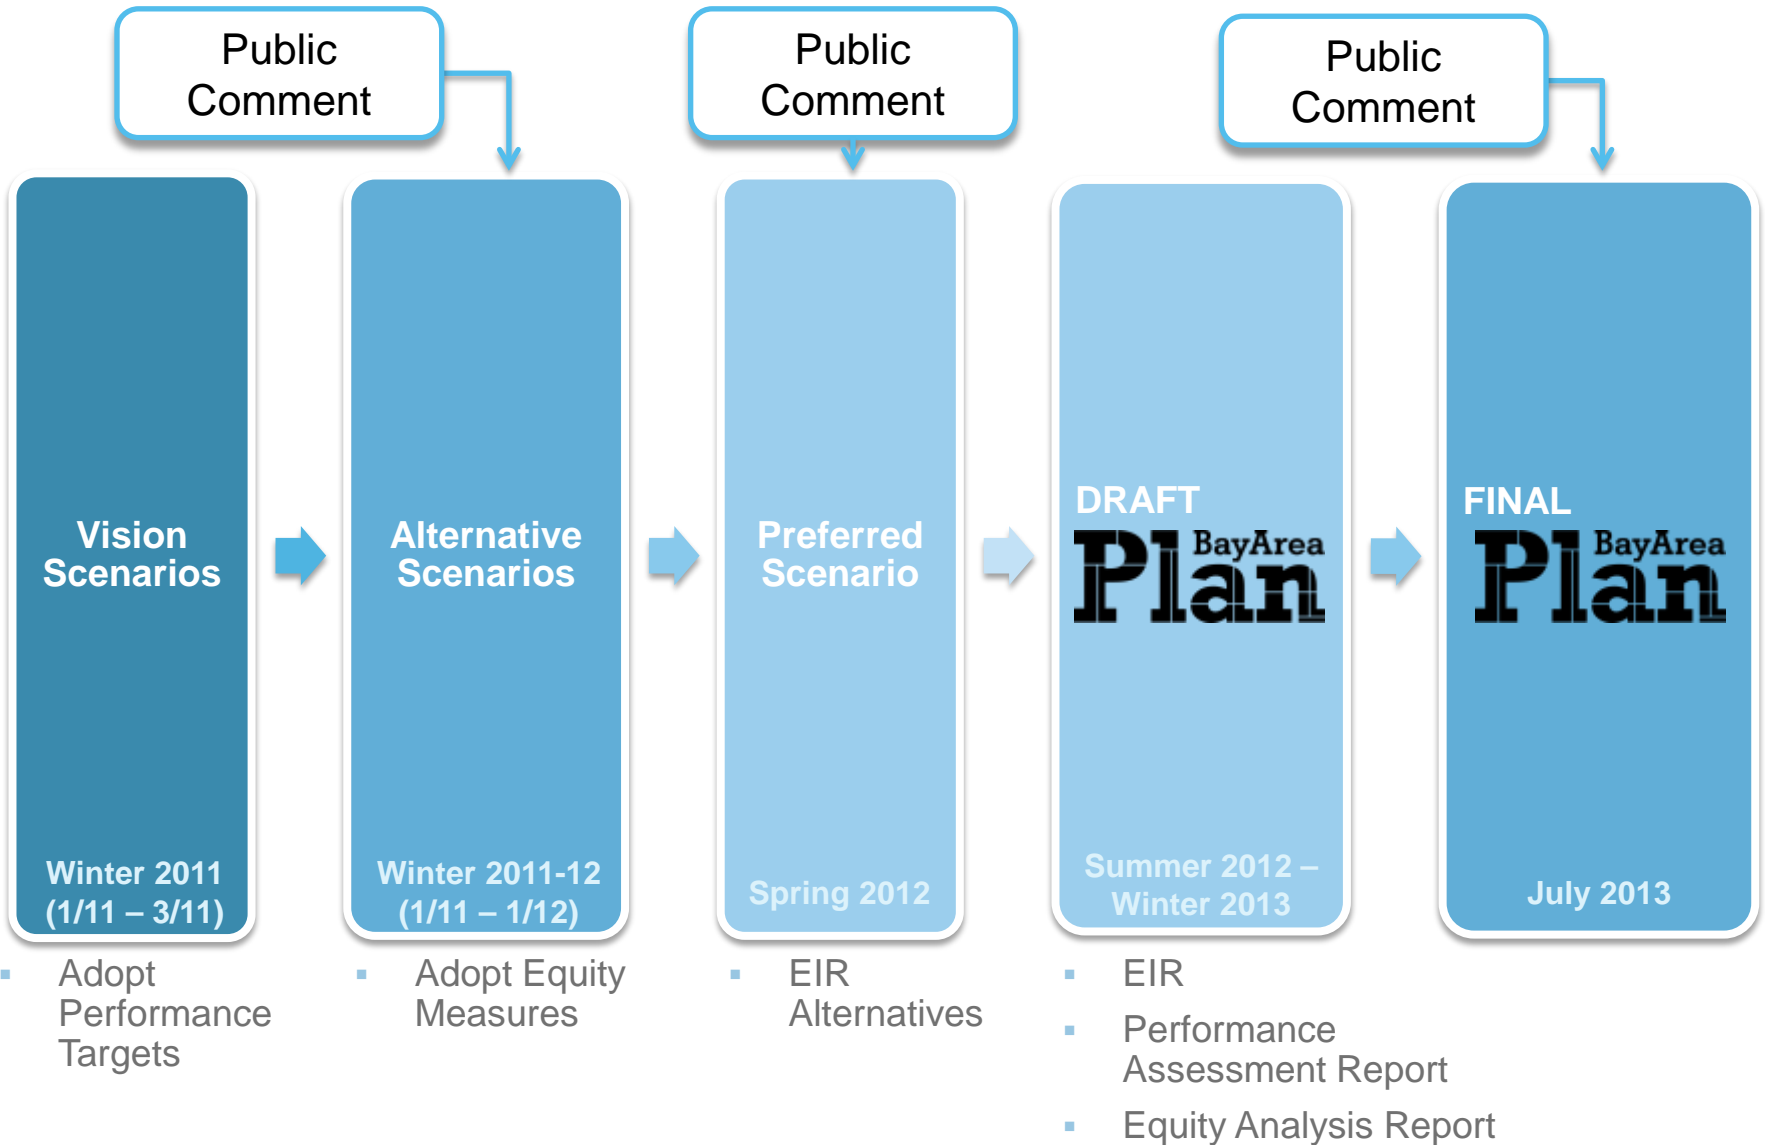 Public
Comment
Public
Comment
Public
Comment
Vision
Scenarios
Winter 2011
(1/11 – 3/11)
Alternative
Scenarios
Winter 2011-12
(1/11 – 1/12)
Preferred
Scenario
Spring 2012
DRAFT
BayArea
Plan
Summer 2012 –
Winter 2013
FINAL
BayArea
Plan
July 2013
▪ Adopt
Performance
Targets
▪ Adopt Equity
Measures
▪ EIR
Alternatives
▪ EIR
▪ Performance
Assessment Report
▪ Equity Analysis Report